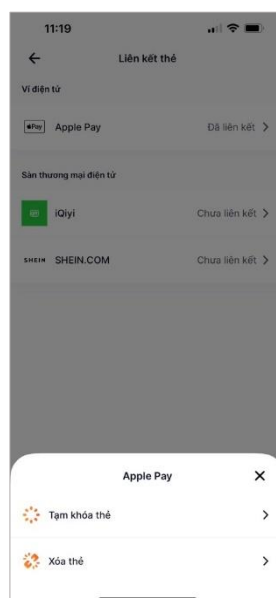 11:19
Liên kết thẻ
Ví điện tử
Pay Apple Pay Đã liên kết
Sàn thương mại điện tử
iQiyi Chưa liên kết
SHEIN SHEIN.COM Chưa liên kết
Apple Pay
Tạm khóa thẻ
Xóa thẻ